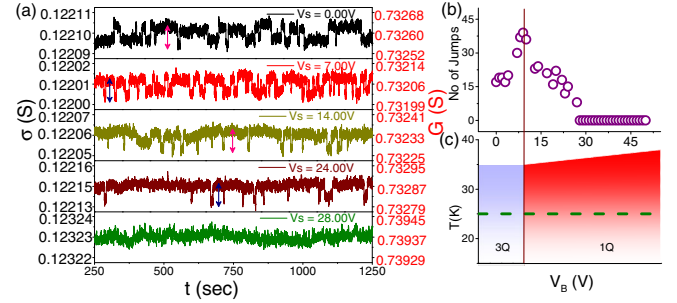 (a)
0.12211
0.12210
0.12209
Vs = 0.00V
0.73268
0.73260
0.73252
0.12202
0.12201
0.12200
Vs = 7.00V
0.73214
0.73206
0.73199
0.12207
0.12206
0.12205
Vs = 14.00V
0.73241
0.73233
0.73225
0.12216
0.12215
0.12213
Vs = 24.00V
0.73295
0.73287
0.73279
0.12324
0.12323
0.12322
Vs = 28.00V
0.73945
0.73937
0.73929
σ (S)
G (S)
250 500 750 1000 1250
t (sec)
(b)
No of Jumps
40
20
0
0 15 30 45
(c)
T(K)
40
30
20
3Q 1Q
V_B (V)